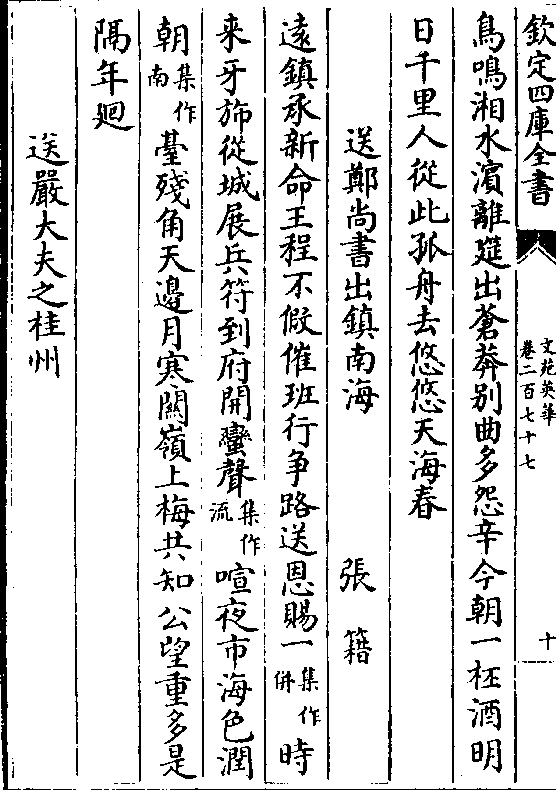 欽定四庫全書
文苑英華
卷二百七十七
十
鳥鳴湘水濱離筵出蒼莽别曲多怨辛今朝一杯酒明
日千里人從此孤舟去悠悠天海春
送鄭尚書出鎮南海 張籍
遠鎮承新命王程不假催班行争路送恩賜一集作併時
来牙斾從城展兵符到府開蠻聲集作流喧夜市海色潤
朝集作南臺殘角天邊月寒關嶺上梅共知公望重多是
隔年廻
送嚴大夫之桂州